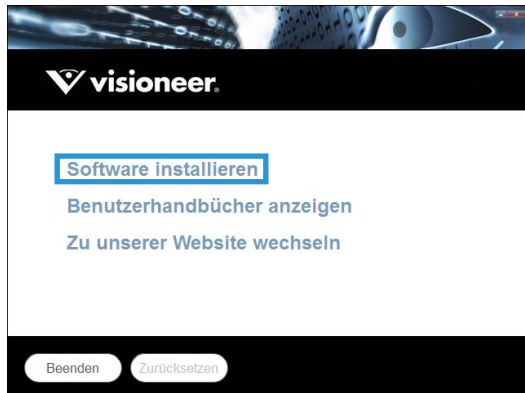 visioneer®
Software installieren
Benutzerhandbücher anzeigen
Zu unserer Website wechseln
Beenden
Zurücksetzen